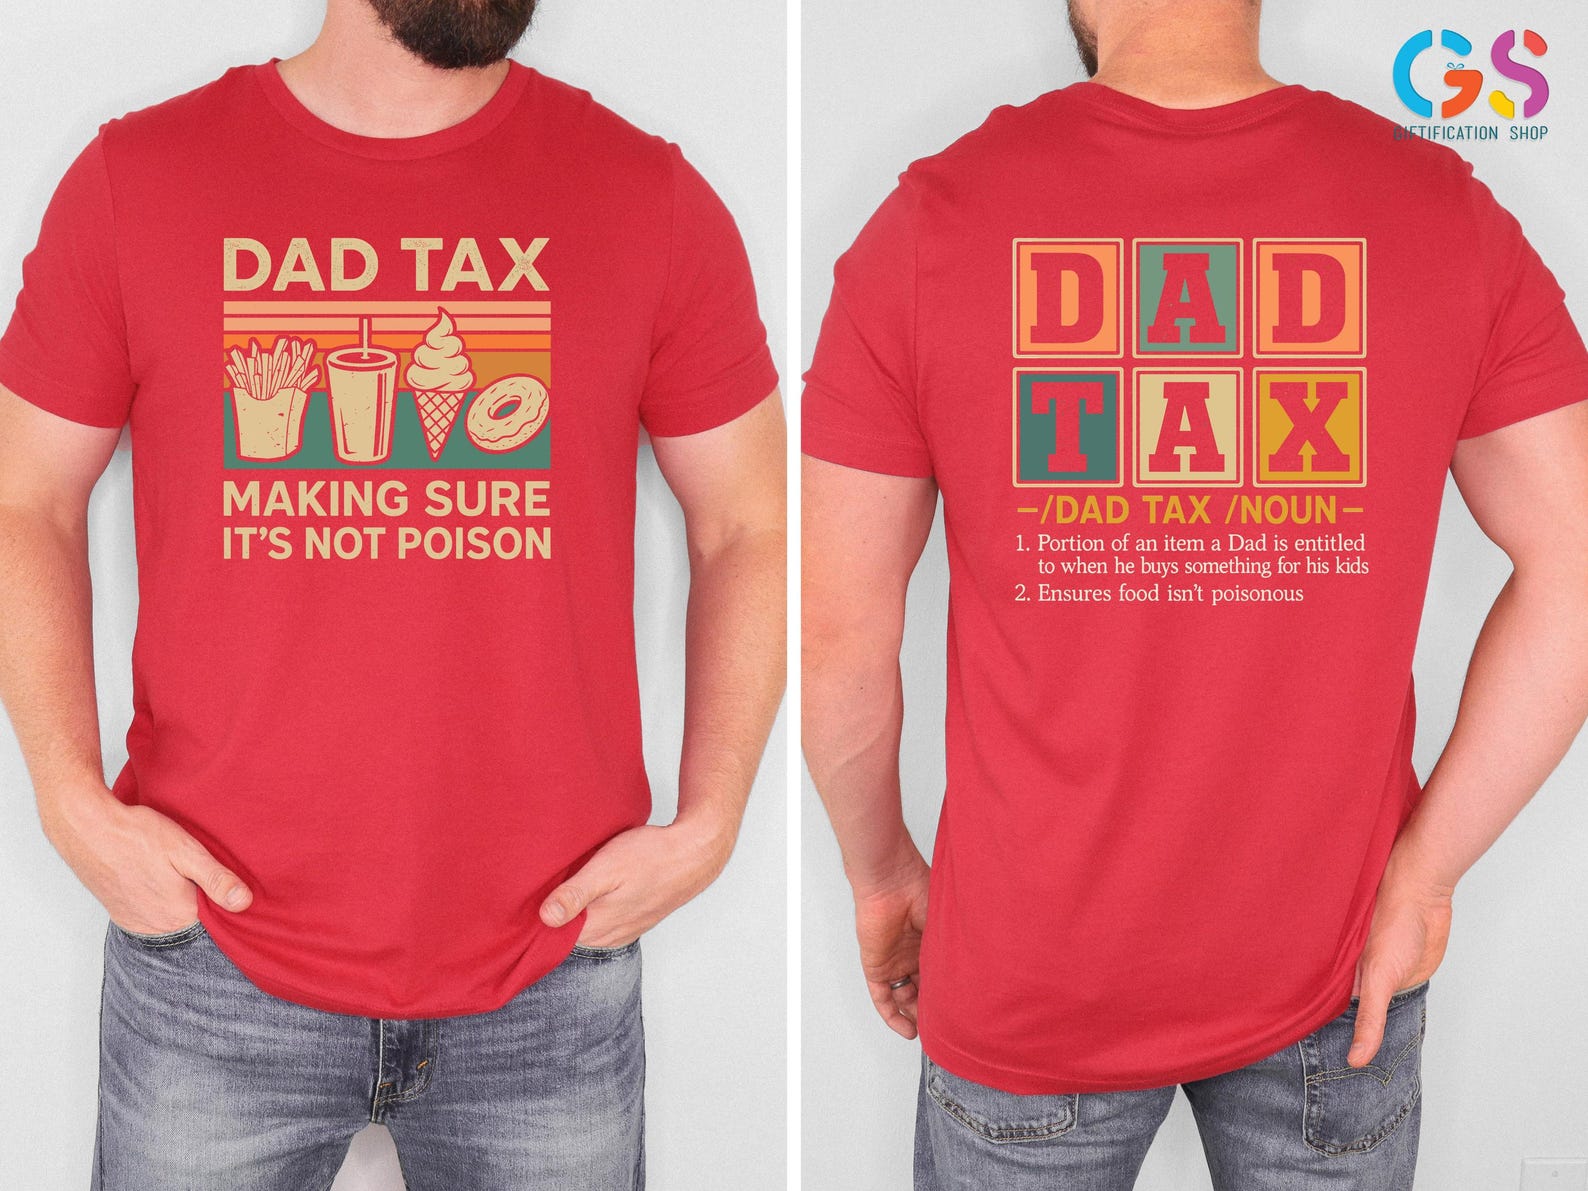 DAD TAX
MAKING SURE
IT'S NOT POISON
GS
GIFTIFICATION SHOP
DAD
TAX
-/DAD TAX /NOUN-
1. Portion of an item a Dad is entitled
to when he buys something for his kids
2. Ensures food isn't poisonous